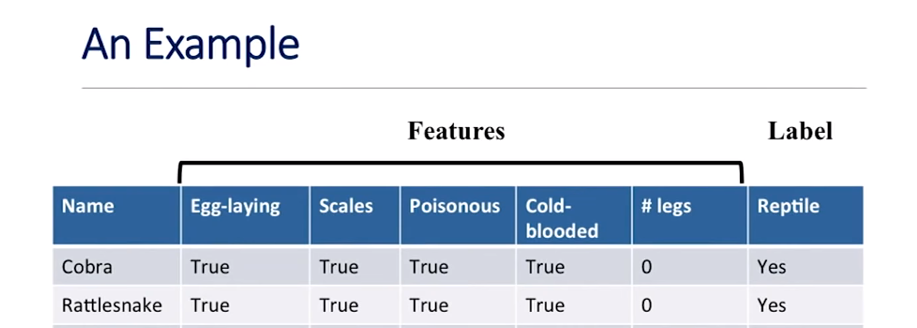 An Example
Features Label
Name Egg-laying Scales Poisonous Cold-blooded # legs Reptile
Cobra True True True True 0 Yes
Rattlesnake True True True True 0 Yes